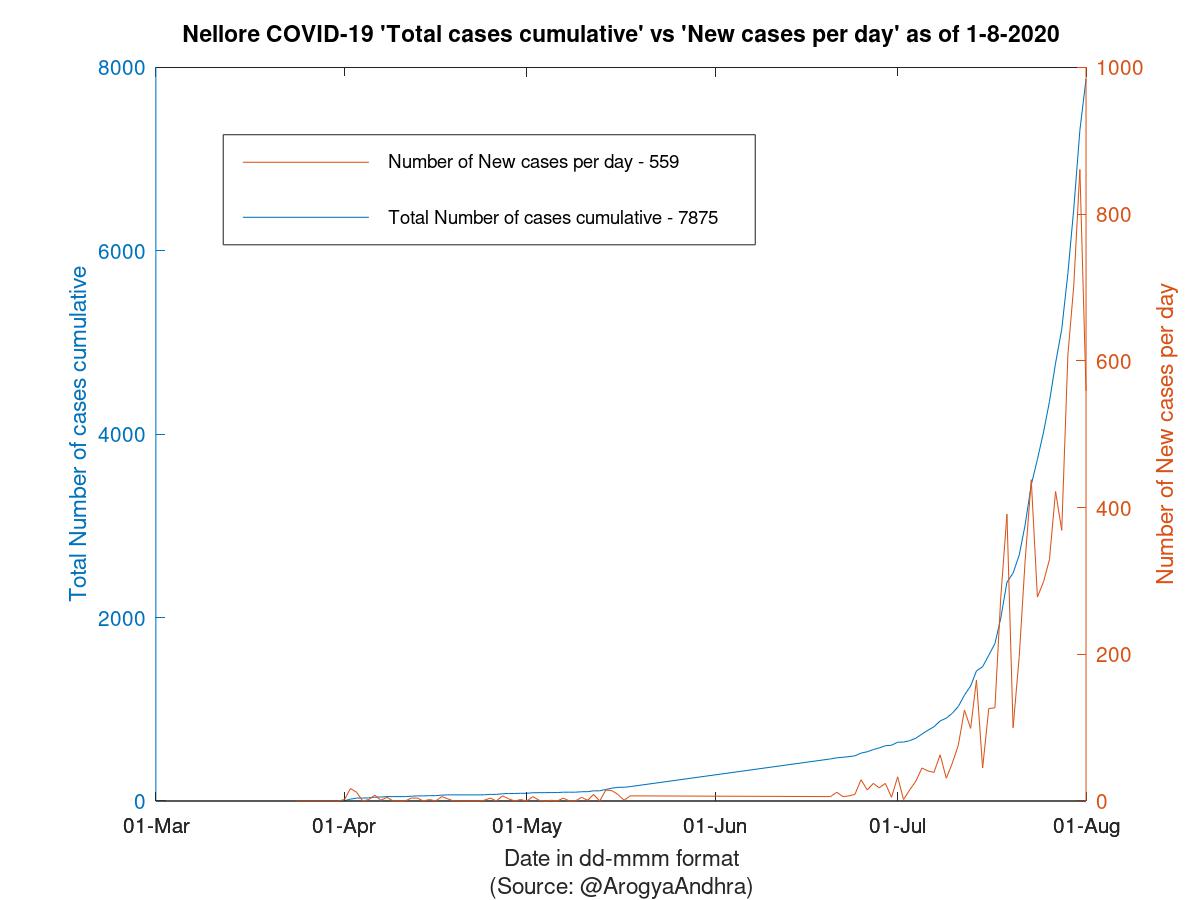 Nellore COVID-19 'Total cases cumulative' vs 'New cases per day' as of 1-8-2020
8000
6000
4000
2000
0
Total Number of cases cumulative
Number of New cases per day - 559
Total Number of cases cumulative - 7875
1000
800
600
400
200
0
Number of New cases per day
01-Mar
01-Apr
01-May
01-Jun
01-Jul
01-Aug
Date in dd-mmm format
(Source: @ArogyaAndhra)